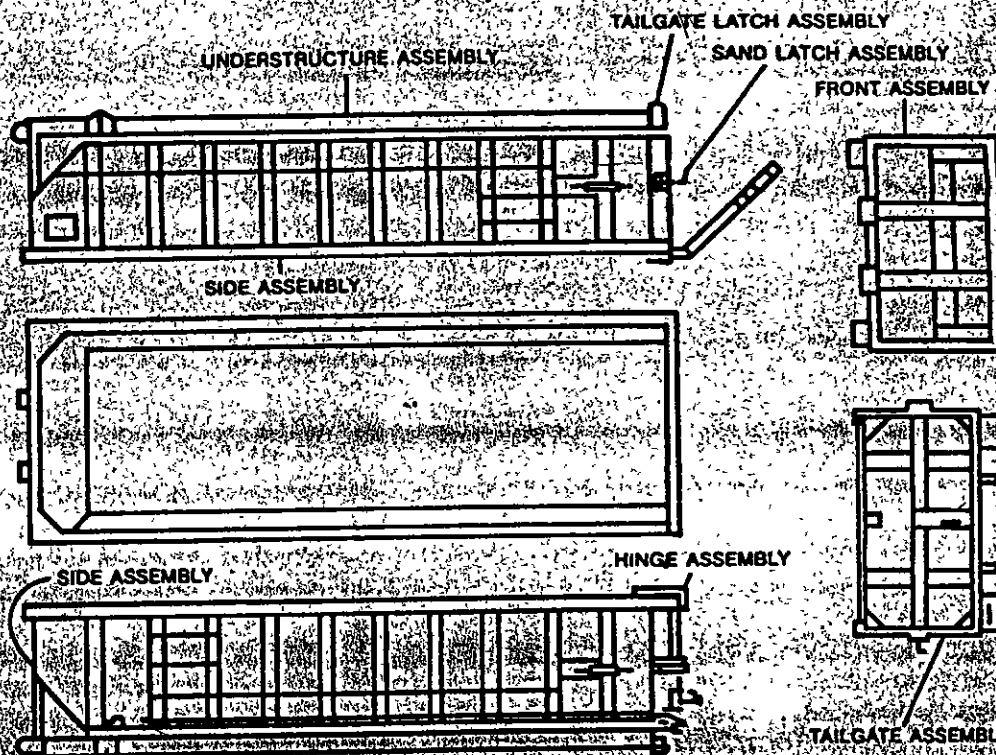 TAILGATE LATCH ASSEMBLY
UNDERSTRUCTURE ASSEMBLY
SAND LATCH ASSEMBLY
FRONT ASSEMBLY
SIDE ASSEMBLY
SIDE ASSEMBLY
HINGE ASSEMBLY
TAILGATE ASSEMBL